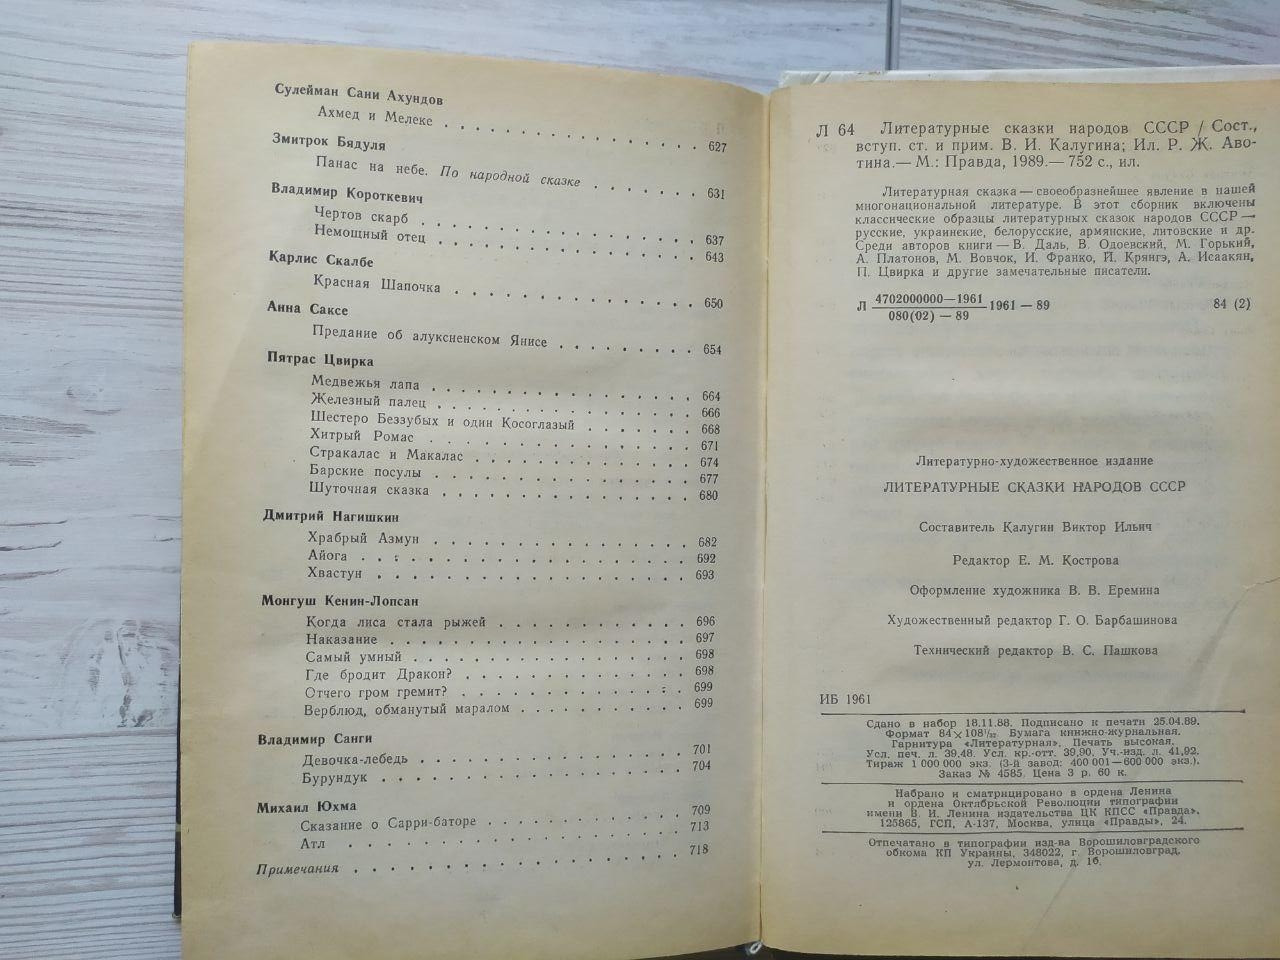 Сулейман Сани Ахундов
Ахмед и Мелеке . . . . . . . . . . . . . . 627
Змитрок Бядуля
Панас на небе. По народной сказке . . . . . . . 631
Владимир Короткевич
Чертов скарб . . . . . . . . . . . . . . . 637
Немощный отец . . . . . . . . . . . . . . 643
Карлис Скалбе
Красная Шапочка . . . . . . . . . . . . . 650
Анна Саксе
Предание об алуксненском Янисе . . . . . . . . 654
Пятрас Цвирка
Медвежья лапа . . . . . . . . . . . . . . 664
Железный палец . . . . . . . . . . . . . . 666
Шестеро Беззубых и один Косоглазый . . . . . . . 668
Хитрый Ромас . . . . . . . . . . . . . . . 671
Стракалас и Макалас . . . . . . . . . . . . 674
Барские посулы . . . . . . . . . . . . . . 677
Шуточная сказка . . . . . . . . . . . . . . 680
Дмитрий Нагишкин
Храбрый Азмун . . . . . . . . . . . . . . 682
Айога . . . . . . . . . . . . . . . . . . 692
Хвастун . . . . . . . . . . . . . . . . . 693
Монгуш Кенин-Лопсан
Когда лиса стала рыжей . . . . . . . . . . . 696
Наказание . . . . . . . . . . . . . . . . 697
Самый умный . . . . . . . . . . . . . . . 698
Где бродит Дракон? . . . . . . . . . . . . . 698
Отчего гром гремит? . . . . . . . . . . . . 699
Верблюд, обманутый маралом . . . . . . . . . 699
Владимир Санги
Девочка-лебедь . . . . . . . . . . . . . . 701
Бурундук . . . . . . . . . . . . . . . . . 704
Михаил Юхма
Сказание о Сарри-баторе . . . . . . . . . . . 709
Атл . . . . . . . . . . . . . . . . . . . 713
Примечания . . . . . . . . . . . . . . . . . 718
Л 64 Литературные сказки народов СССР / Сост.,
вступ. ст. и прим. В. И. Калугина; Ил. Р. Ж. Аво-
тина.— М.: Правда, 1989.— 752 с., ил.
Литературная сказка — своеобразнейшее явление в нашей
многонациональной литературе. В этот сборник включены
классические образцы литературных сказок народов СССР —
русские, украинские, белорусские, армянские, литовские и др.
Среди авторов книги — В. Даль, В. Одоевский, М. Горький,
А. Платонов, М. Вовчок, И. Франко, И. Крянгэ, А. Исаакян,
П. Цвирка и другие замечательные писатели.
Л 4702000000—1961 1961 — 89 84 (2)
080(02) — 89
Литературно-художественное издание
ЛИТЕРАТУРНЫЕ СКАЗКИ НАРОДОВ СССР
Составитель Калугин Виктор Ильич
Редактор Е. М. Кострова
Оформление художника В. В. Еремина
Художественный редактор Г. О. Барбашинова
Технический редактор В. С. Пашкова
ИБ 1961
Сдано в набор 18.11.88. Подписано к печати 25.04.89.
Формат 84×108¹/₃₂. Бумага книжно-журнальная.
Гарнитура «Литературная». Печать высокая.
Усл. печ. л. 39,48. Усл. кр.-отт. 39,90. Уч.-изд. л. 41,92.
Тираж 1 000 000 экз. (3-й завод: 400 001—600 000 экз.).
Заказ № 4585. Цена 3 р. 60 к.
Набрано и сматрицировано в ордена Ленина
и ордена Октябрьской Революции типографии
имени В. И. Ленина издательства ЦК КПСС «Правда»,
125865, ГСП, А-137, Москва, улица «Правды», 24.
Отпечатано в типографии изд-ва Ворошиловградского
обкома КП Украины, 348022, г. Ворошиловград,
ул. Лермонтова, д. 1б.